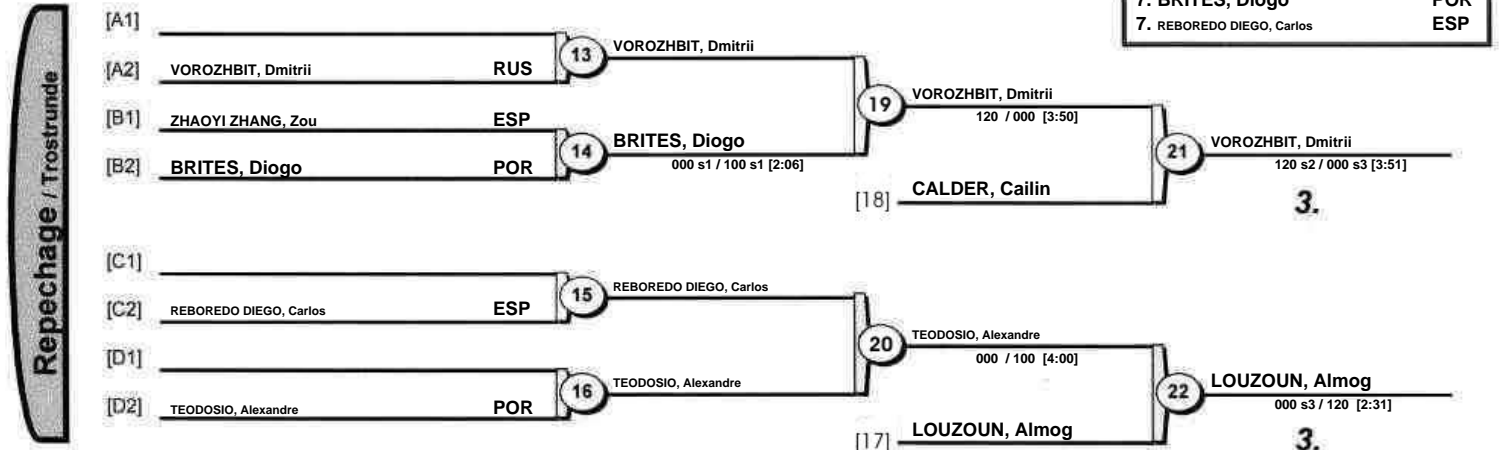 7. BRITES, Diogo POR
7. REBOREDO DIEGO, Carlos ESP
Repechage / Trostrunde
[A1]
13 VOROZHBIT, Dmitrii
[A2] VOROZHBIT, Dmitrii RUS
19 VOROZHBIT, Dmitrii
120 / 000 [3:50]
[B1] ZHAOYI ZHANG, Zou ESP
14 BRITES, Diogo
000 s1 / 100 s1 [2:06]
[B2] BRITES, Diogo POR
21 VOROZHBIT, Dmitrii
120 s2 / 000 s3 [3:51]
[18] CALDER, Cailin
3.
[C1]
15 REBOREDO DIEGO, Carlos
[C2] REBOREDO DIEGO, Carlos ESP
20 TEODOSIO, Alexandre
000 / 100 [4:00]
[D1]
16 TEODOSIO, Alexandre
[D2] TEODOSIO, Alexandre POR
22 LOUZOUN, Almog
000 s3 / 120 [2:31]
[17] LOUZOUN, Almog
3.